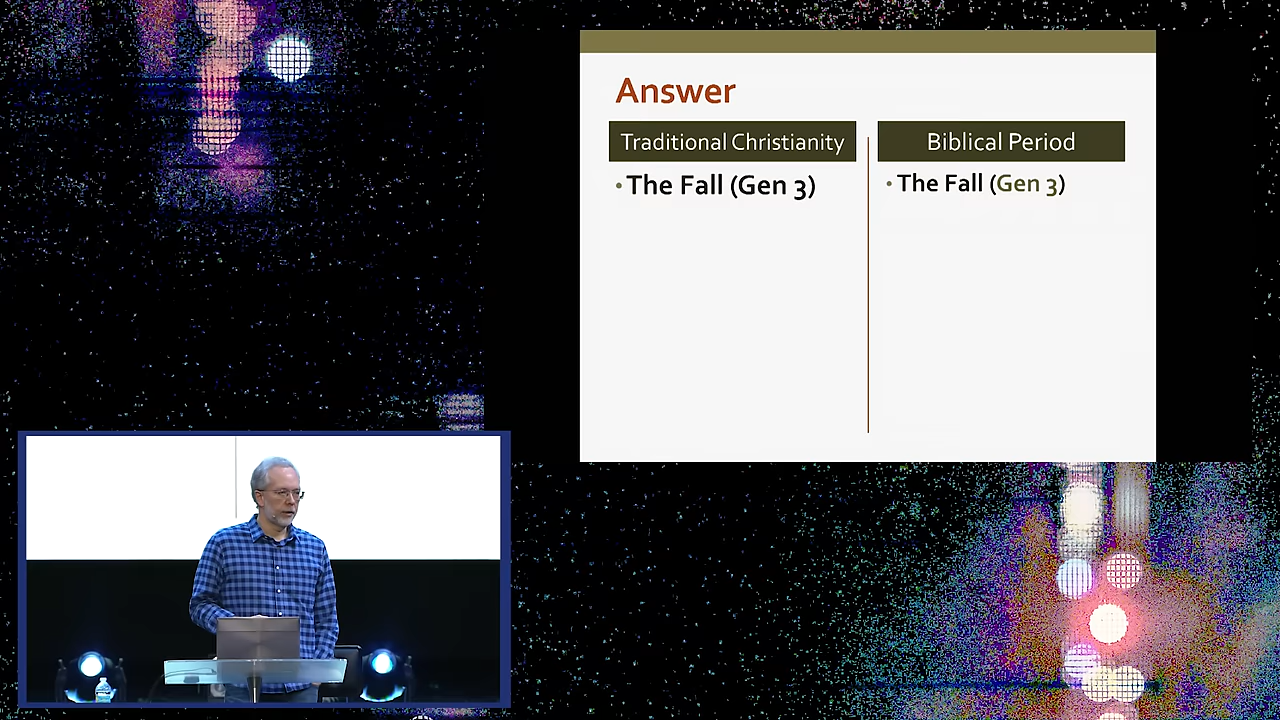 Answer
Traditional Christianity
• The Fall (Gen 3)
Biblical Period
• The Fall (Gen 3)